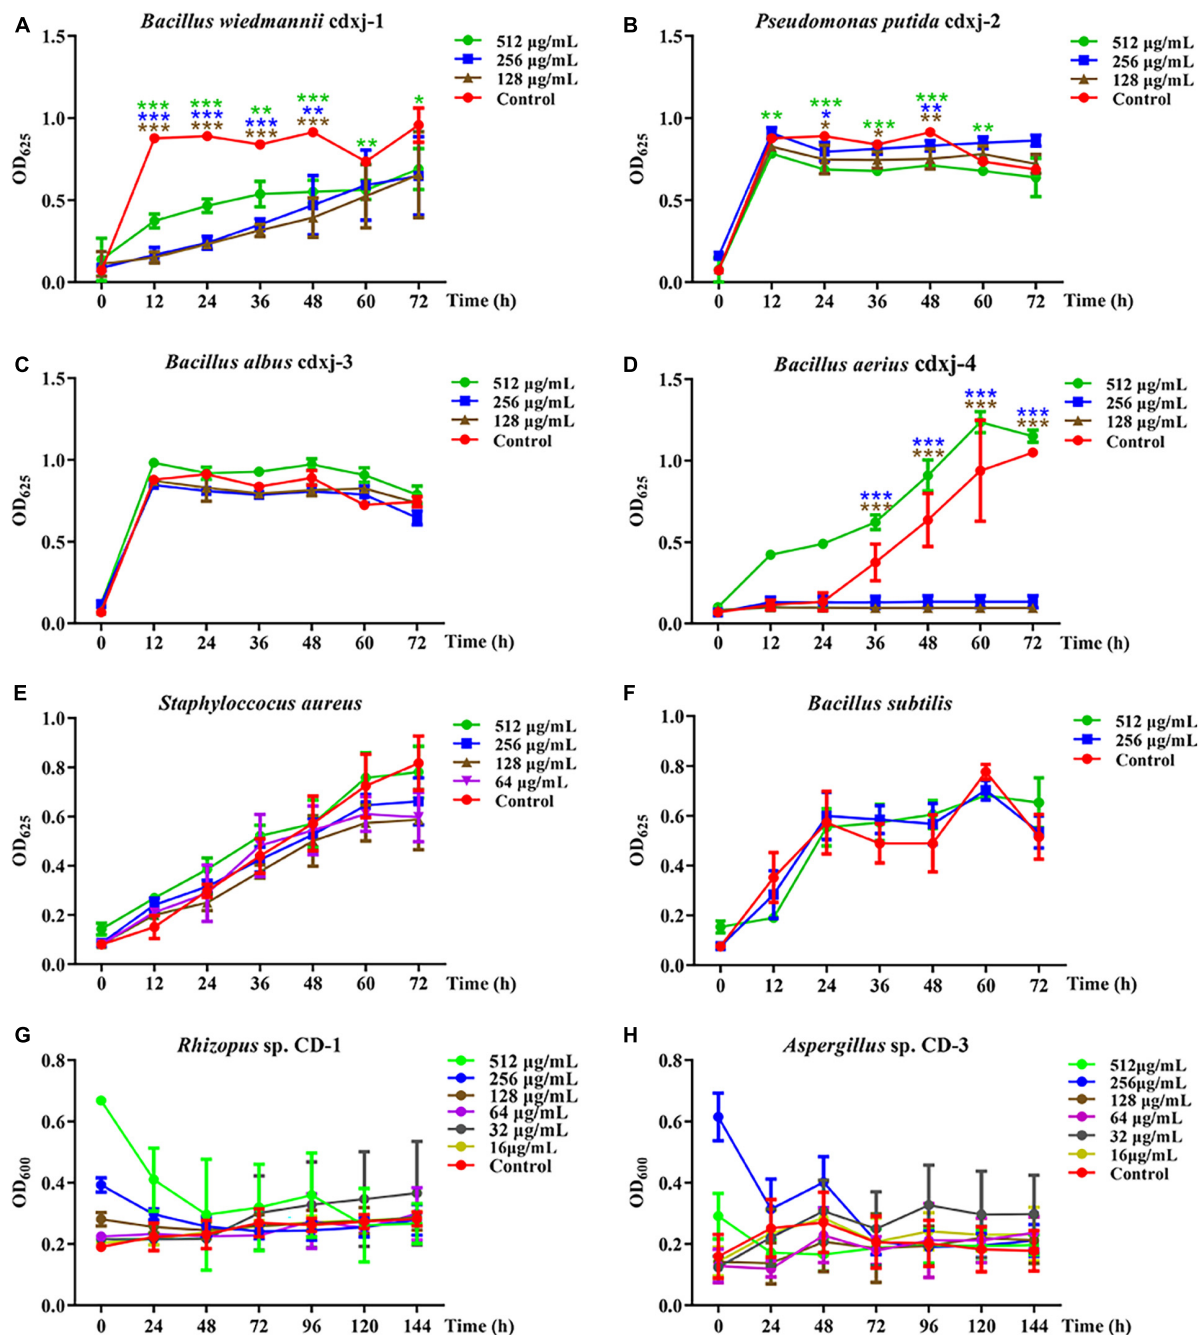 A
Bacillus wiedmannii cdxj-1
1.5
1.0
0.5
0.0
OD625
512 µg/mL
256 µg/mL
128 µg/mL
Control
*** *** ** *** ** *
*** *** *** **
*** *** *** ***
0 12 24 36 48 60 72 Time (h)
B
Pseudomonas putida cdxj-2
1.5
1.0
0.5
0.0
OD625
512 µg/mL
256 µg/mL
128 µg/mL
Control
** *** *** *** **
* **
* * **
0 12 24 36 48 60 72 Time (h)
C
Bacillus albus cdxj-3
1.5
1.0
0.5
0.0
OD625
512 µg/mL
256 µg/mL
128 µg/mL
Control
0 12 24 36 48 60 72 Time (h)
D
Bacillus aerius cdxj-4
1.5
1.0
0.5
0.0
OD625
512 µg/mL
256 µg/mL
128 µg/mL
Control
*** *** *** ***
*** *** *** ***
0 12 24 36 48 60 72 Time (h)
E
Staphyloccocus aureus
1.0
0.8
0.6
0.4
0.2
0.0
OD625
512 µg/mL
256 µg/mL
128 µg/mL
64 µg/mL
Control
0 12 24 36 48 60 72 Time (h)
F
Bacillus subtilis
1.0
0.8
0.6
0.4
0.2
0.0
OD625
512 µg/mL
256 µg/mL
Control
0 12 24 36 48 60 72 Time (h)
G
Rhizopus sp. CD-1
0.8
0.6
0.4
0.2
0.0
OD600
512 µg/mL
256 µg/mL
128 µg/mL
64 µg/mL
32 µg/mL
16µg/mL
Control
0 24 48 72 96 120 144 Time (h)
H
Aspergillus sp. CD-3
0.8
0.6
0.4
0.2
0.0
OD600
512µg/mL
256µg/mL
128 µg/mL
64 µg/mL
32 µg/mL
16µg/mL
Control
0 24 48 72 96 120 144 Time (h)